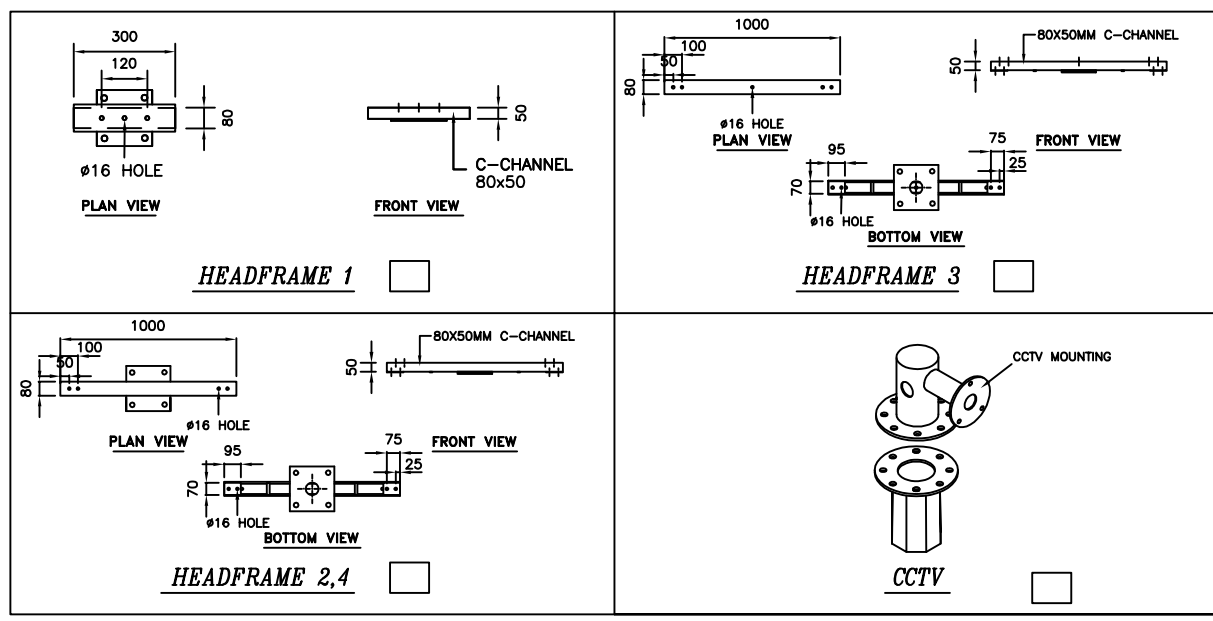 300
120
80
ø16 HOLE
PLAN VIEW
50
C-CHANNEL
80x50
FRONT VIEW
HEADFRAME 1
1000
100
50
80
ø16 HOLE
PLAN VIEW
80X50MM C-CHANNEL
50
FRONT VIEW
95
75
25
70
ø16 HOLE
BOTTOM VIEW
HEADFRAME 3
1000
100
50
80
ø16 HOLE
PLAN VIEW
80X50MM C-CHANNEL
50
FRONT VIEW
95
75
25
70
ø16 HOLE
BOTTOM VIEW
HEADFRAME 2,4
CCTV MOUNTING
CCTV